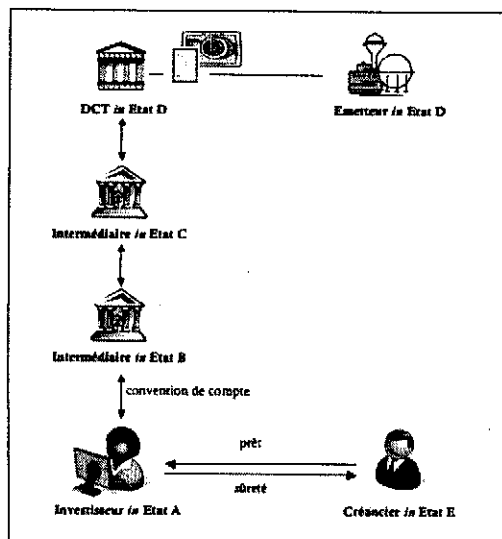 DCT in Etat D
Emetteur in Etat D
Intermédiaire in Etat C
Intermédiaire in Etat B
convention de compte
prêt
sûreté
Investisseur in Etat A
Créancier in Etat E